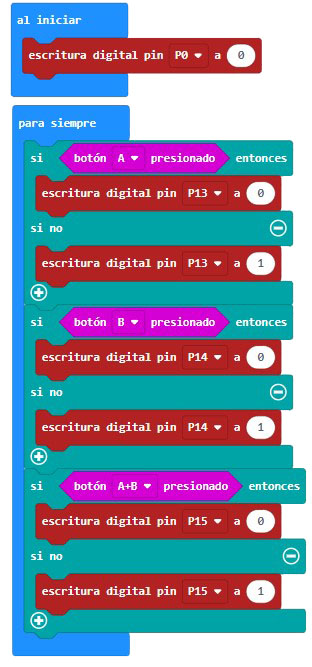 al iniciar
escritura digital pin P0 a 0
para siempre
si botón A presionado entonces
escritura digital pin P13 a 0
si no
escritura digital pin P13 a 1
si botón B presionado entonces
escritura digital pin P14 a 0
si no
escritura digital pin P14 a 1
si botón A+B presionado entonces
escritura digital pin P15 a 0
si no
escritura digital pin P15 a 1